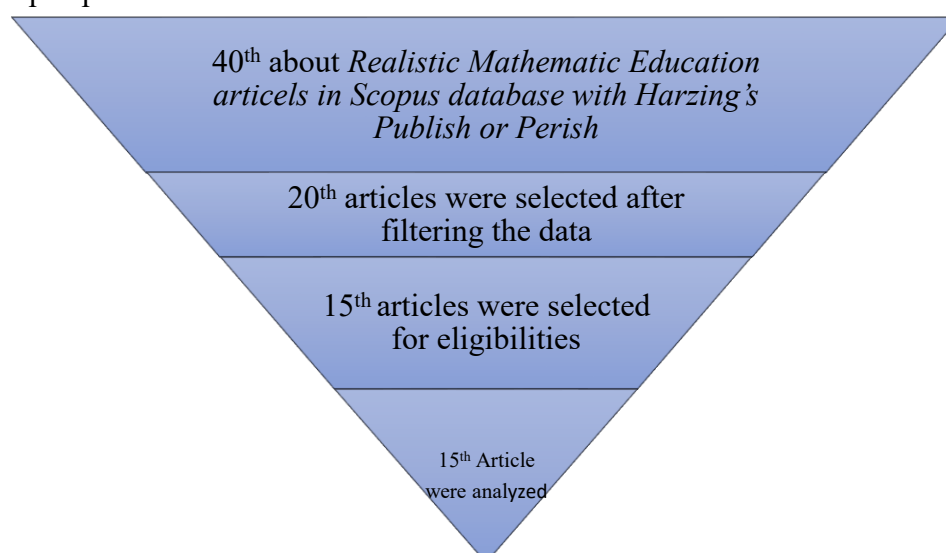 40th about Realistic Mathematic Education
articels in Scopus database with Harzing's
Publish or Perish
20th articles were selected after
filtering the data
15th articles were selected
for eligibilities
15th Article
were analyzed